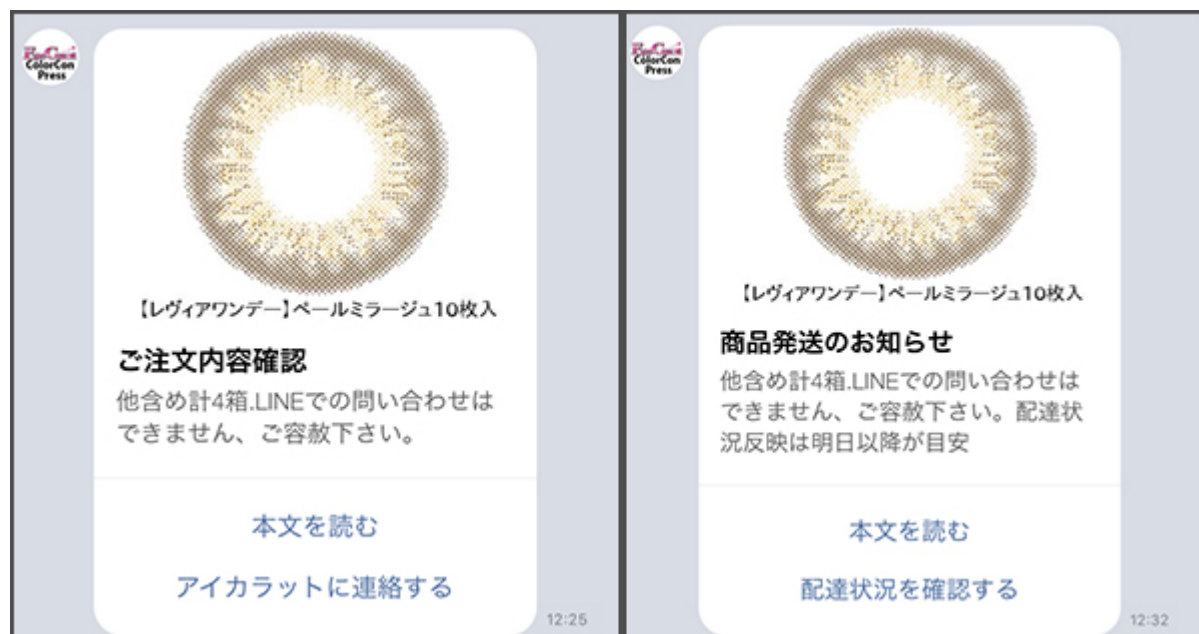 ColorCon
Press
【レヴィアワンデー】ペールミラージュ10枚入
ご注文内容確認
他含め計4箱.LINEでの問い合わせは
できません、ご容赦下さい。
本文を読む
アイカラットに連絡する
12:25
ColorCon
Press
【レヴィアワンデー】ペールミラージュ10枚入
商品発送のお知らせ
他含め計4箱.LINEでの問い合わせは
できません、ご容赦下さい。配達状
況反映は明日以降が目安
本文を読む
配達状況を確認する
12:32